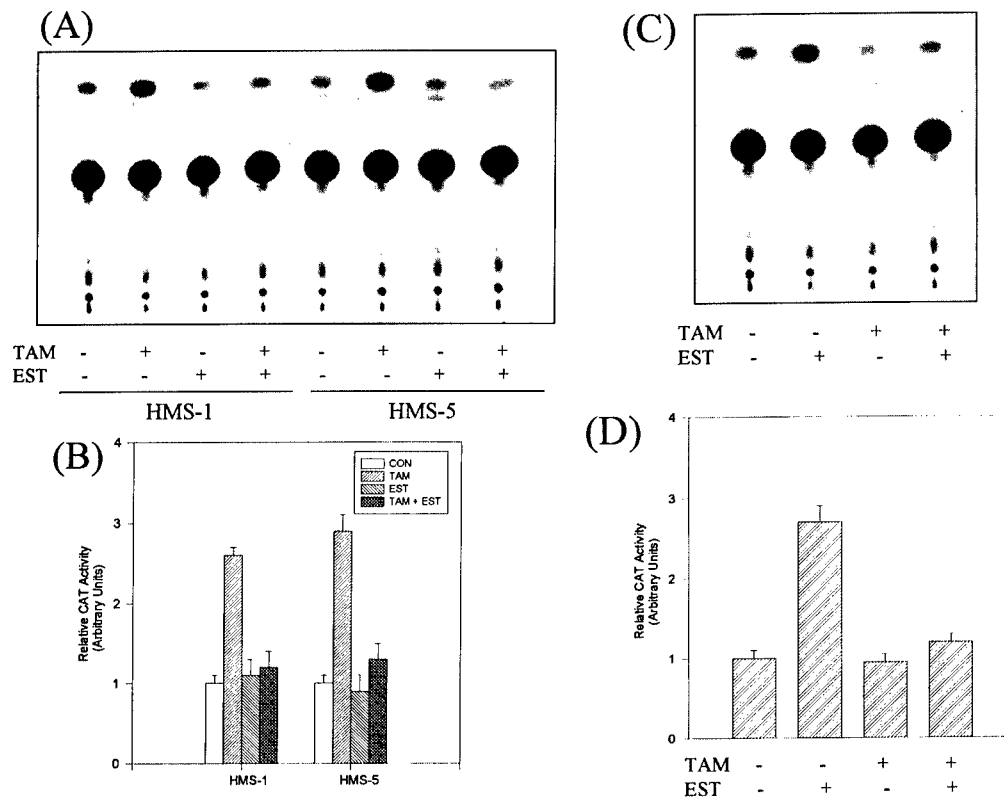 (A)
TAM - + - + - + - +
EST - - + + - - + +
HMS-1 HMS-5
(B)
Relative CAT Activity
(Arbitrary Units)
4
3
2
1
0
CON
TAM
EST
TAM + EST
HMS-1 HMS-5
(C)
TAM - - + +
EST - + - +
(D)
Relative CAT Activity
(Arbitrary Units)
4
3
2
1
0
TAM - - + +
EST - + - +